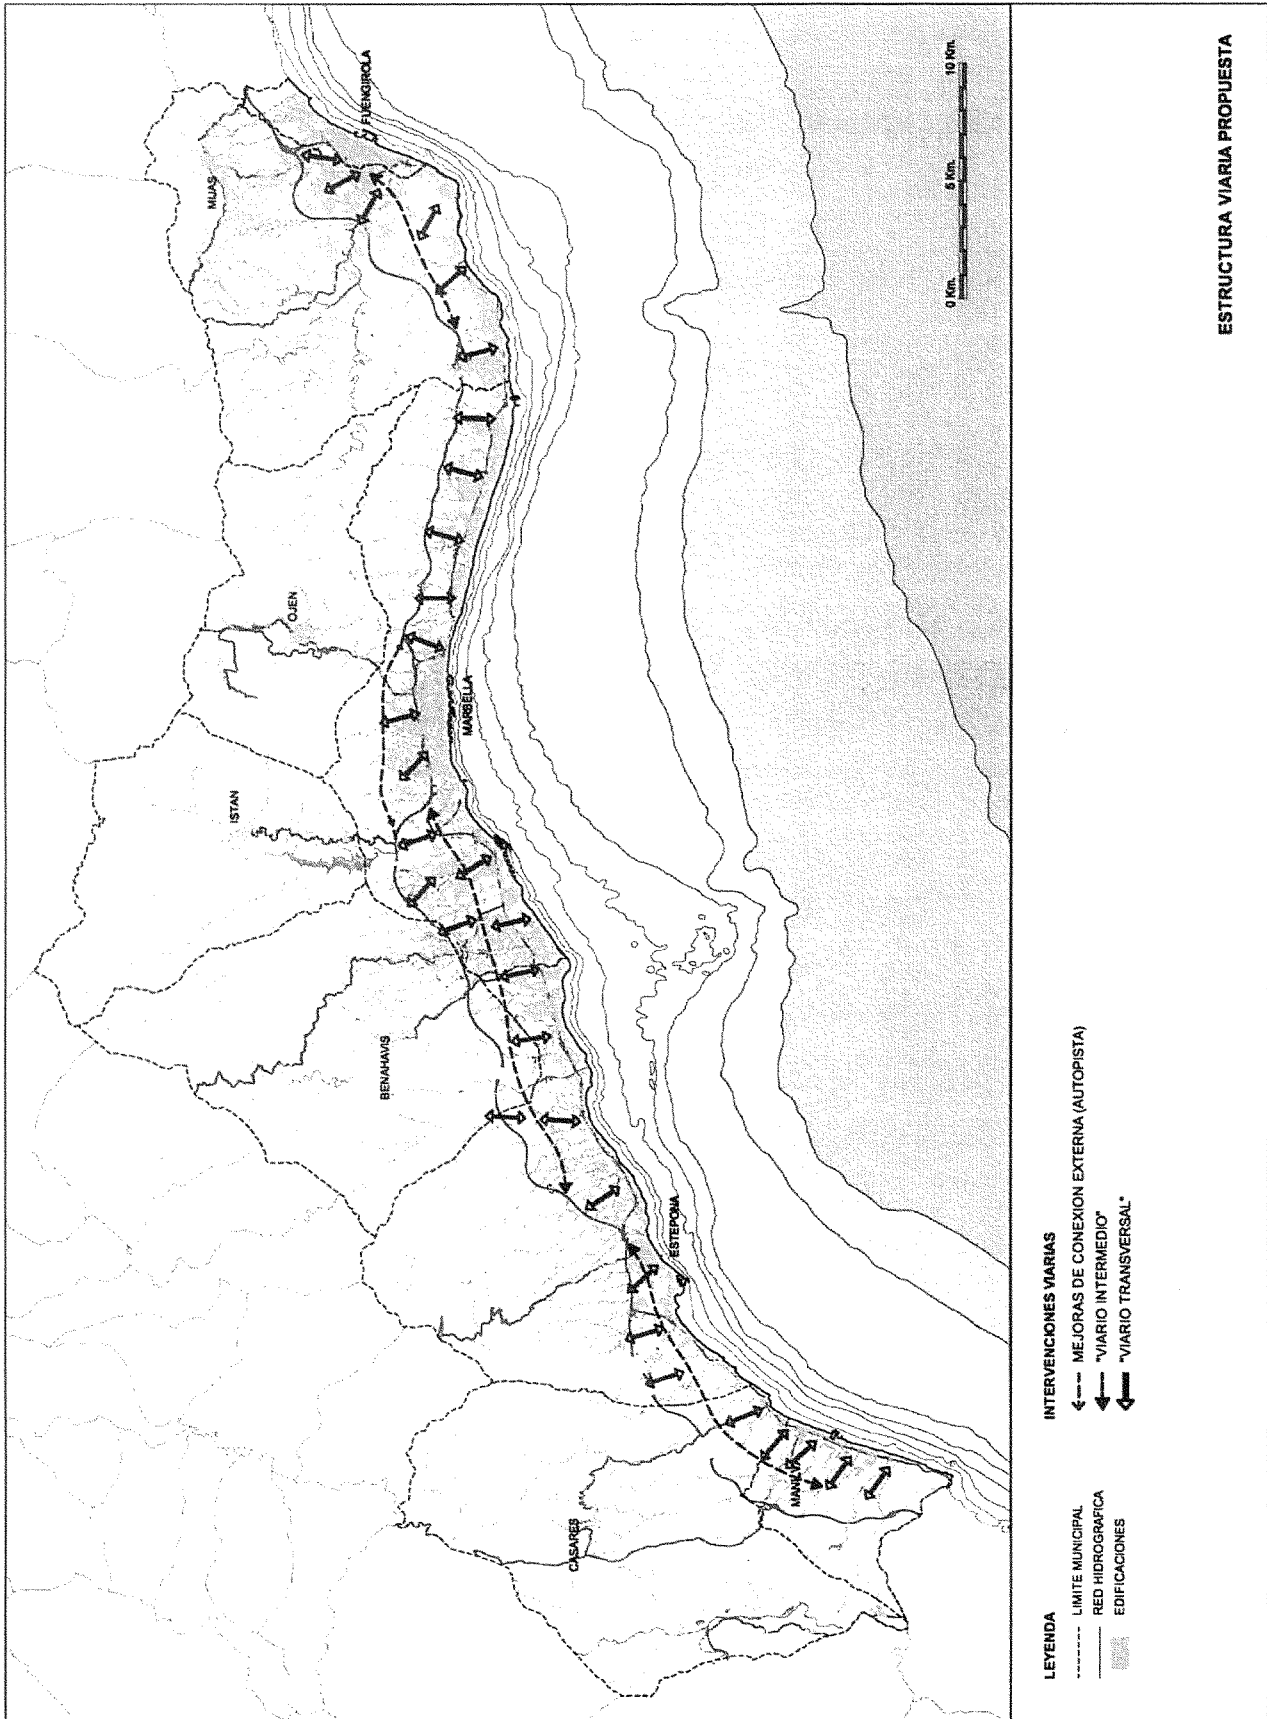 FUENGIROLA
MIJAS
OJEN
MARBELLA
ISTAN
BENAHAVIS
ESTEPONA
CASARES
0 Km. 5 Km. 10 Km.
LEYENDA
LIMITE MUNICIPAL
RED HIDROGRAFICA
EDIFICACIONES
INTERVENCIONES VIARIAS
MEJORAS DE CONEXION EXTERNA (AUTOPISTA)
"VIARIO INTERMEDIO"
"VIARIO TRANSVERSAL"
ESTRUCTURA VIARIA PROPUESTA